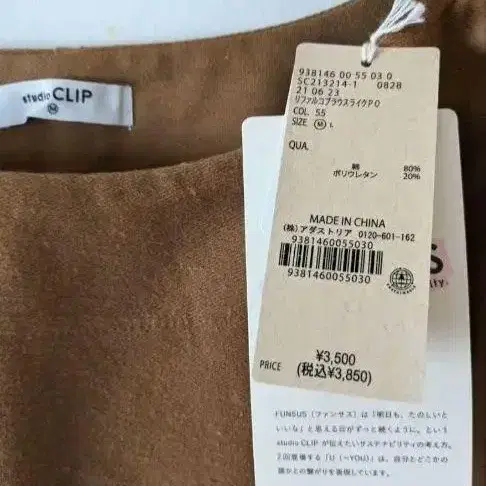 studio CLIP
M
938146 00 55 03 0
SC213214-1 0828
21 06 23
リファルコブラウスライクPO
COL. 55
SIZE M L
QUA.
綿 80%
ポリウレタン 20%
MADE IN CHINA
(株)アダストリア 0120-601-162
9381460055030
9381460055030
PRICE
¥3,500
(税込¥3,850)
S
FUNSUS(ファンサス)は「明日も、たのしいと
いいな」と思える日がずっと続くように。という
studio CLIP が伝えたいサステナビリティの考え方。
2回登場する「U(~YOU)」は、自分とどこかの
誰かとの繋がりを表現しています。